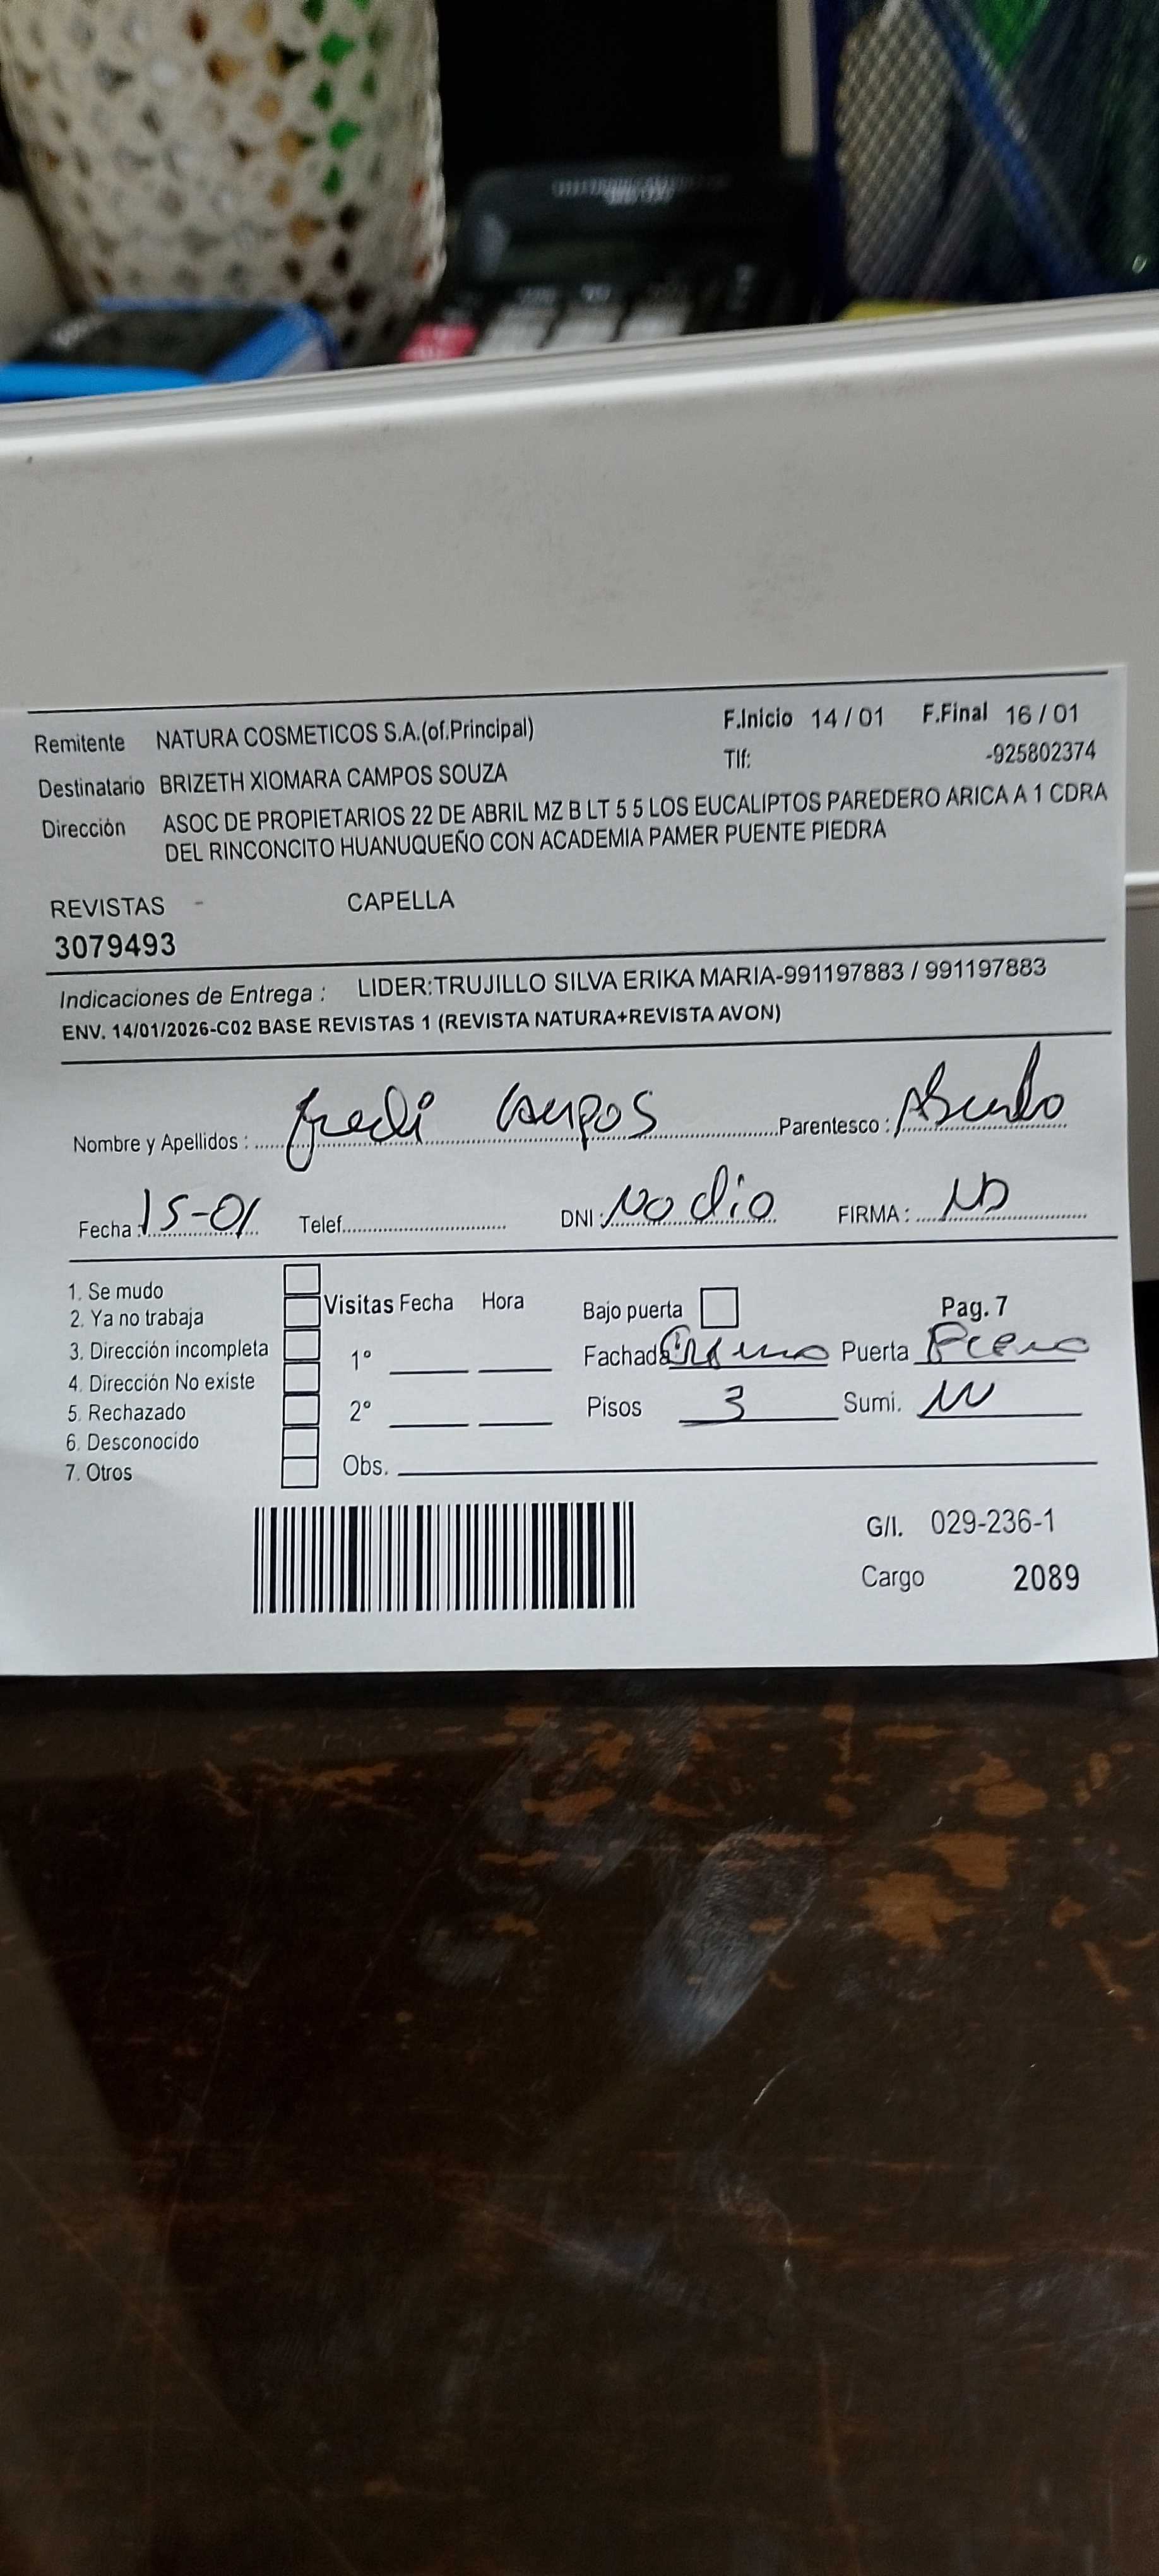 Remitente NATURA COSMETICOS S.A.(of.Principal) F.Inicio 14 / 01 F.Final 16 / 01
Tlf: -925802374
Destinatario BRIZETH XIOMARA CAMPOS SOUZA
Dirección ASOC DE PROPIETARIOS 22 DE ABRIL MZ B LT 5 5 LOS EUCALIPTOS PAREDERO ARICA A 1 CDRA
DEL RINCONCITO HUANUQUEÑO CON ACADEMIA PAMER PUENTE PIEDRA
REVISTAS - CAPELLA
3079493
Indicaciones de Entrega : LIDER:TRUJILLO SILVA ERIKA MARIA-991197883 / 991197883
ENV. 14/01/2026-C02 BASE REVISTAS 1 (REVISTA NATURA+REVISTA AVON)
Nombre y Apellidos : fredi Campos Parentesco :
Fecha : 15-01 Telef. DNI : No dio FIRMA :
1. Se mudo
2. Ya no trabaja
3. Dirección incompleta
4. Dirección No existe
5. Rechazado
6. Desconocido
7. Otros
Visitas Fecha Hora
1°
2°
Obs.
Bajo puerta Pag. 7
Fachada Puerta
Pisos 3 Sumi.
G/I. 029-236-1
Cargo 2089